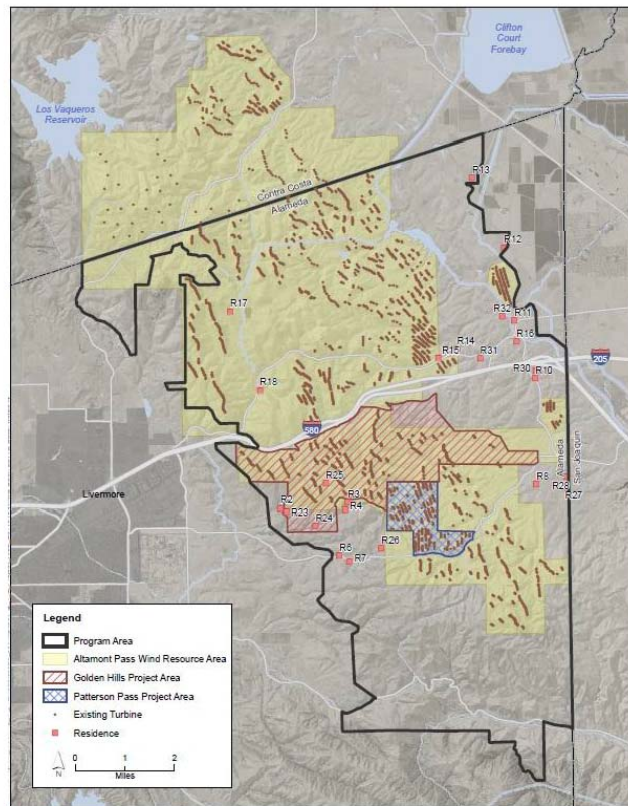 Clifton
Court
Forebay
Los Vaqueros
Reservoir
Contra Costa
Alameda
R13
R12
R17
R32
R11
R16
R14
R15
R31
R30
R10
205
R18
580
Alameda
San Joaquin
Livermore
R25
R2
R23
R3
R4
R24
R8
R28
R27
R26
R6
R7
Legend
Program Area
Altamont Pass Wind Resource Area
Golden Hills Project Area
Patterson Pass Project Area
Existing Turbine
Residence
N
0 1 2
Miles